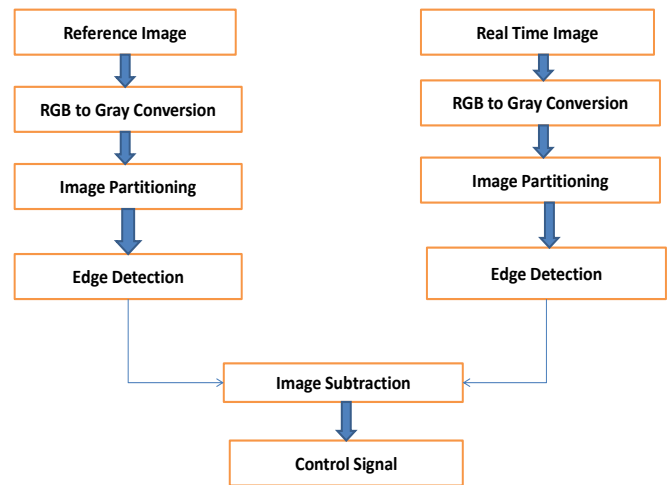 Reference Image
RGB to Gray Conversion
Image Partitioning
Edge Detection
Real Time Image
RGB to Gray Conversion
Image Partitioning
Edge Detection
Image Subtraction
Control Signal